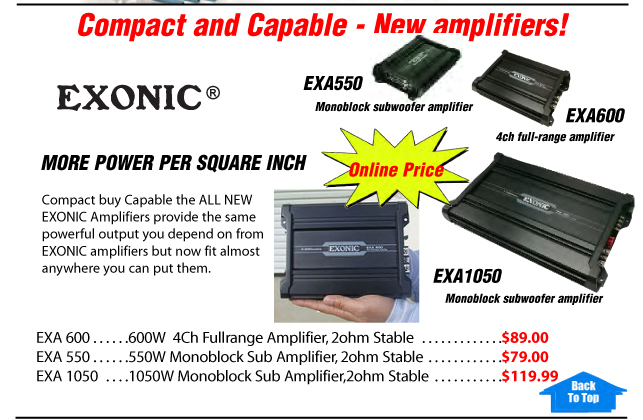 Compact and Capable - New amplifiers!
EXA550
Monoblock subwoofer amplifier
EXONIC®
EXA600
4ch full-range amplifier
MORE POWER PER SQUARE INCH
Online Price
Compact buy Capable the ALL NEW
EXONIC Amplifiers provide the same
powerful output you depend on from
EXONIC amplifiers but now fit almost
anywhere you can put them.
EXONIC
EXONIC
EXA1050
Monoblock subwoofer amplifier
EXA 600 . . . . . .600W 4Ch Fullrange Amplifier, 2ohm Stable . . . . . . . . . . . . .$89.00
EXA 550 . . . . . .550W Monoblock Sub Amplifier, 2ohm Stable . . . . . . . . . . . .$79.00
EXA 1050 . . . .1050W Monoblock Sub Amplifier,2ohm Stable . . . . . . . . . . .$119.99
Back
To Top